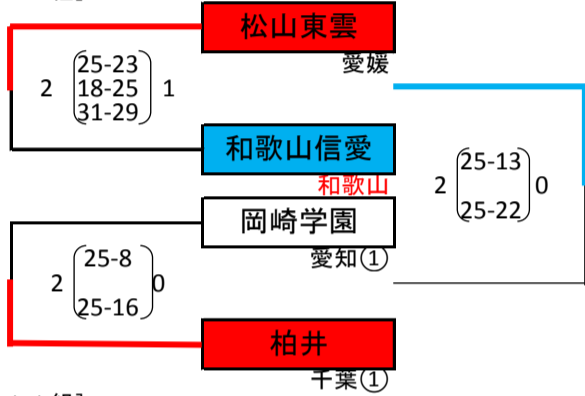 松山東雲
愛媛
2 25-23 1
18-25
31-29
和歌山信愛
和歌山
2 25-13 0
25-22
岡崎学園
愛知①
2 25-8 0
25-16
柏井
千葉①